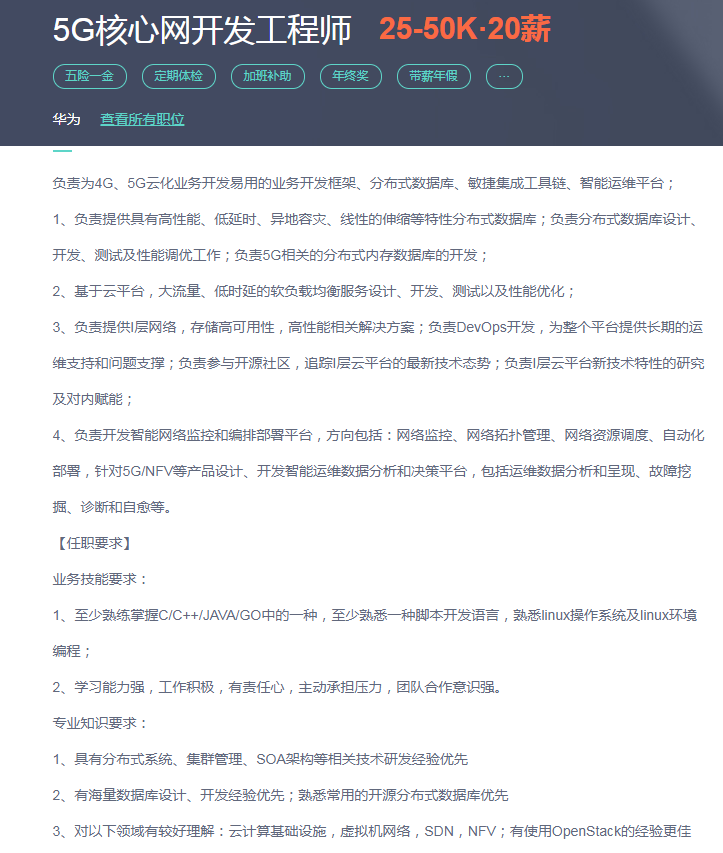 5G核心网开发工程师 25-50K·20薪
五险一金 定期体检 加班补助 年终奖 带薪年假 ···
华为 查看所有职位
负责为4G、5G云化业务开发易用的业务开发框架、分布式数据库、敏捷集成工具链、智能运维平台；
1、负责提供具有高性能、低延时、异地容灾、线性的伸缩等特性分布式数据库；负责分布式数据库设计、
开发、测试及性能调优工作；负责5G相关的分布式内存数据库的开发；
2、基于云平台，大流量、低时延的软负载均衡服务设计、开发、测试以及性能优化；
3、负责提供I层网络，存储高可用性，高性能相关解决方案；负责DevOps开发，为整个平台提供长期的运
维支持和问题支撑；负责参与开源社区，追踪I层云平台的最新技术态势；负责I层云平台新技术特性的研究
及对内赋能；
4、负责开发智能网络监控和编排部署平台，方向包括：网络监控、网络拓扑管理、网络资源调度、自动化
部署，针对5G/NFV等产品设计、开发智能运维数据分析和决策平台，包括运维数据分析和呈现、故障挖
掘、诊断和自愈等。
【任职要求】
业务技能要求：
1、至少熟练掌握C/C++/JAVA/GO中的一种，至少熟悉一种脚本开发语言，熟悉linux操作系统及linux环境
编程；
2、学习能力强，工作积极，有责任心，主动承担压力，团队合作意识强。
专业知识要求：
1、具有分布式系统、集群管理、SOA架构等相关技术研发经验优先
2、有海量数据库设计、开发经验优先；熟悉常用的开源分布式数据库优先
3、对以下领域有较好理解：云计算基础设施，虚拟机网络，SDN，NFV；有使用OpenStack的经验更佳